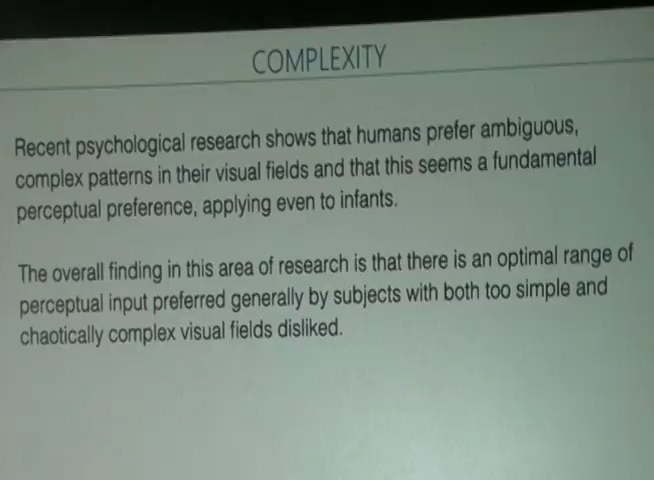 COMPLEXITY
Recent psychological research shows that humans prefer ambiguous,
complex patterns in their visual fields and that this seems a fundamental
perceptual preference, applying even to infants.
The overall finding in this area of research is that there is an optimal range of
perceptual input preferred generally by subjects with both too simple and
chaotically complex visual fields disliked.